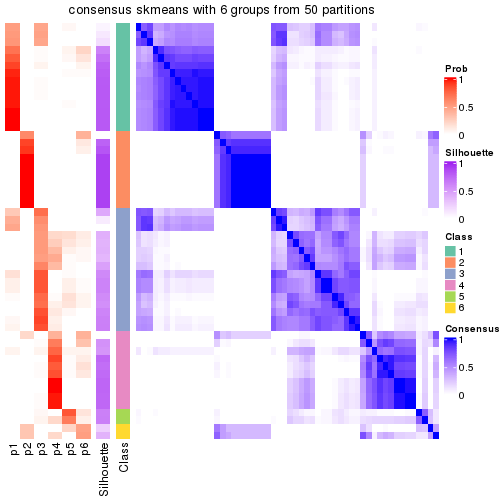 consensus skmeans with 6 groups from 50 partitions
Prob
1
0.5
0
Silhouette
1
0.5
0
Class
1
2
3
4
5
6
Consensus
1
0.5
0
p1
p2
p3
p4
p5
p6
Silhouette
Class